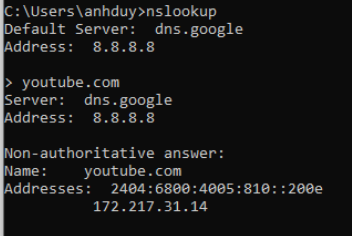 C:\Users\anhduy>nslookup
Default Server:  dns.google
Address:  8.8.8.8

> youtube.com
Server:  dns.google
Address:  8.8.8.8

Non-authoritative answer:
Name:    youtube.com
Addresses:  2404:6800:4005:810::200e
          172.217.31.14